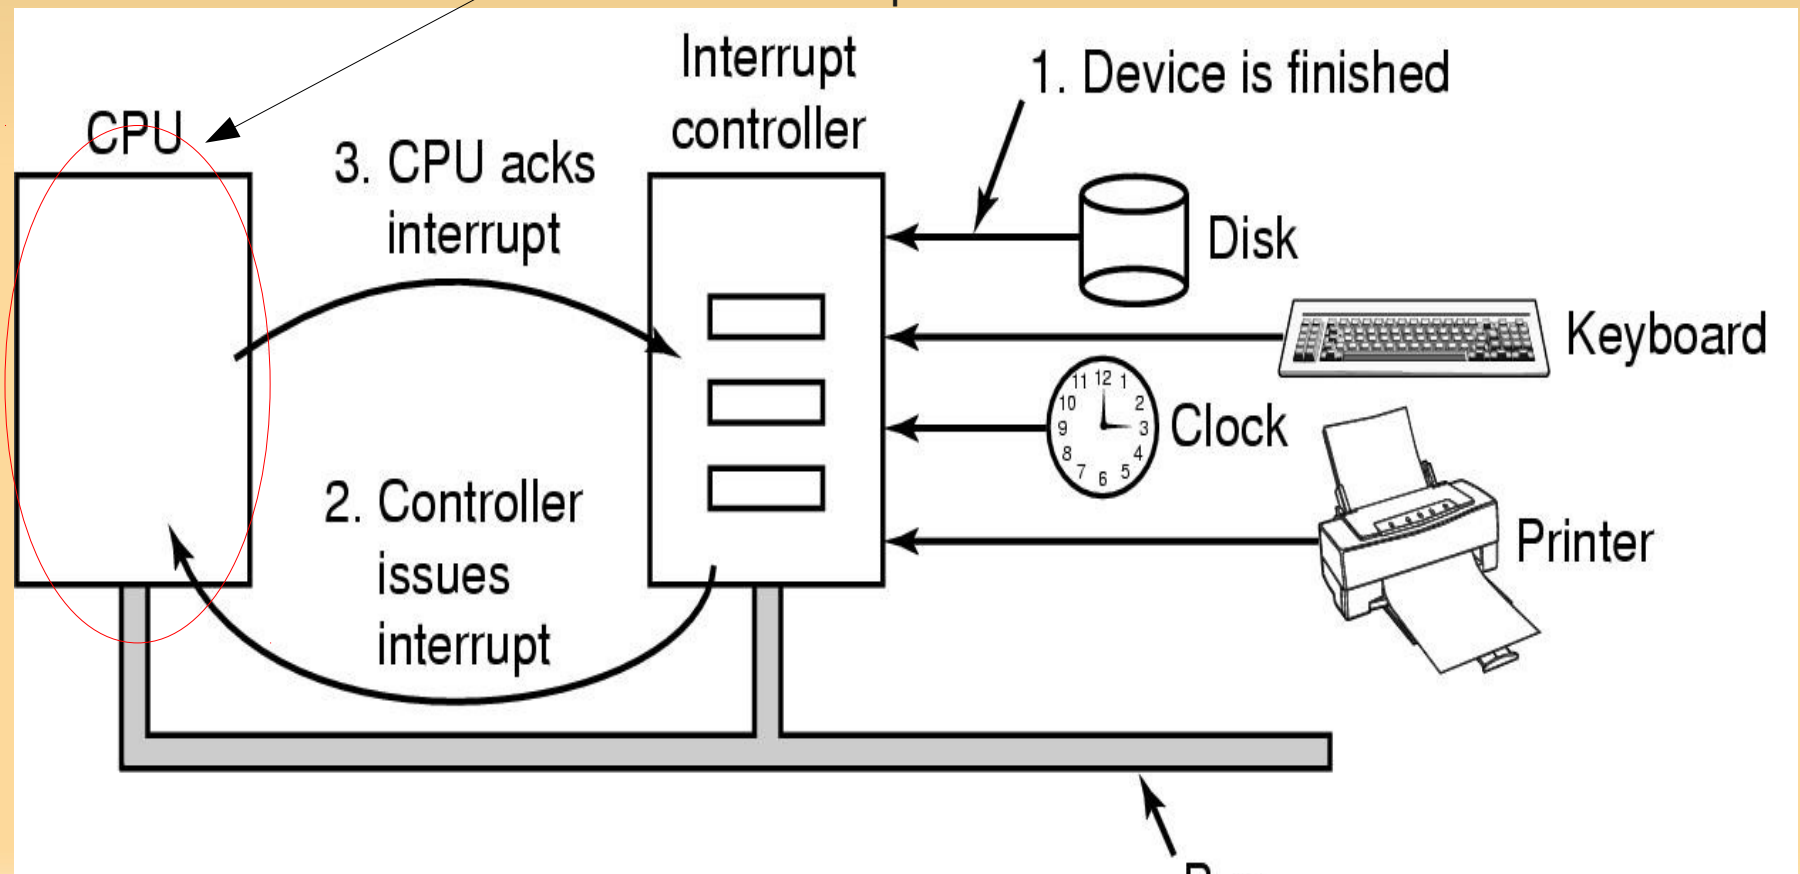 Interrupt
controller
1. Device is finished
CPU
3. CPU acks
interrupt
Disk
Keyboard
11 12 1
10 2
9 3
8 4
7 6 5
Clock
2. Controller
issues
interrupt
Printer